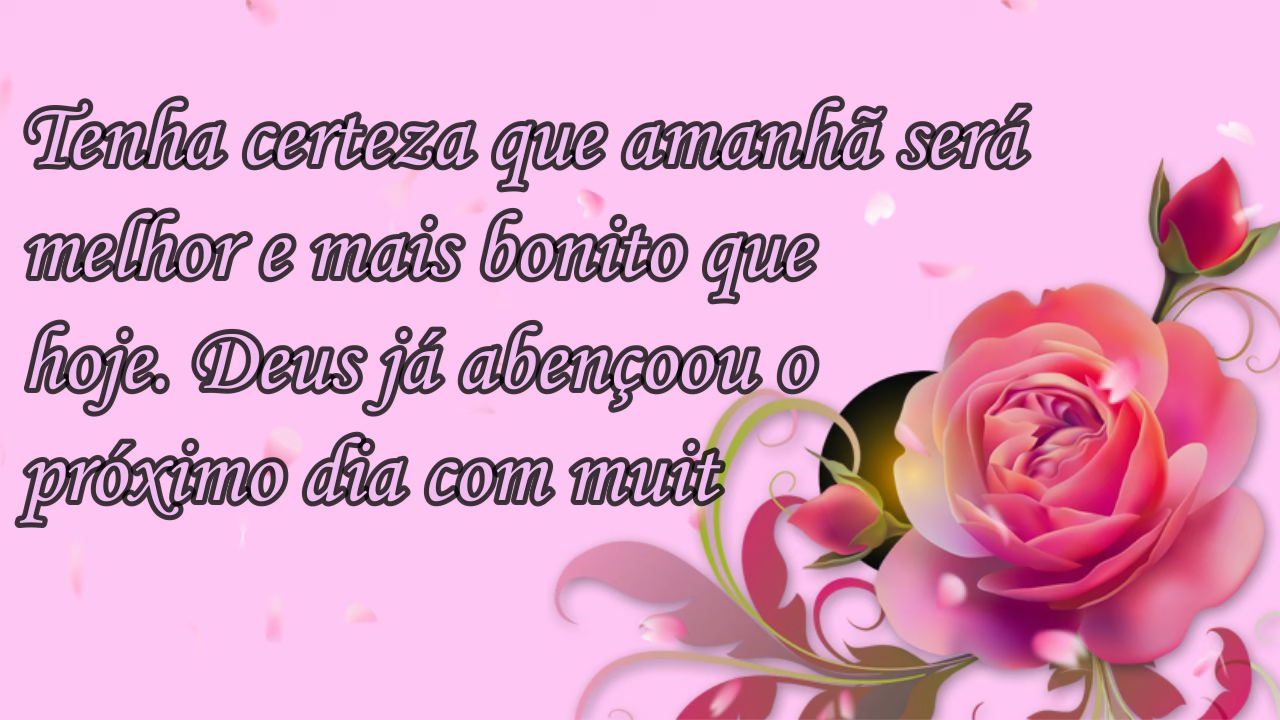 Tenha certeza que amanhã será
melhor e mais bonito que
hoje. Deus já abençoou o
próximo dia com muit